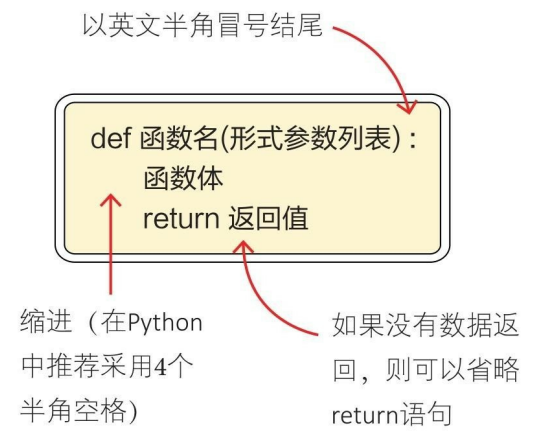 以英文半角冒号结尾
def 函数名(形式参数列表) :
函数体
return 返回值
缩进（在Python
中推荐采用4个
半角空格）
如果没有数据返
回，则可以省略
return语句